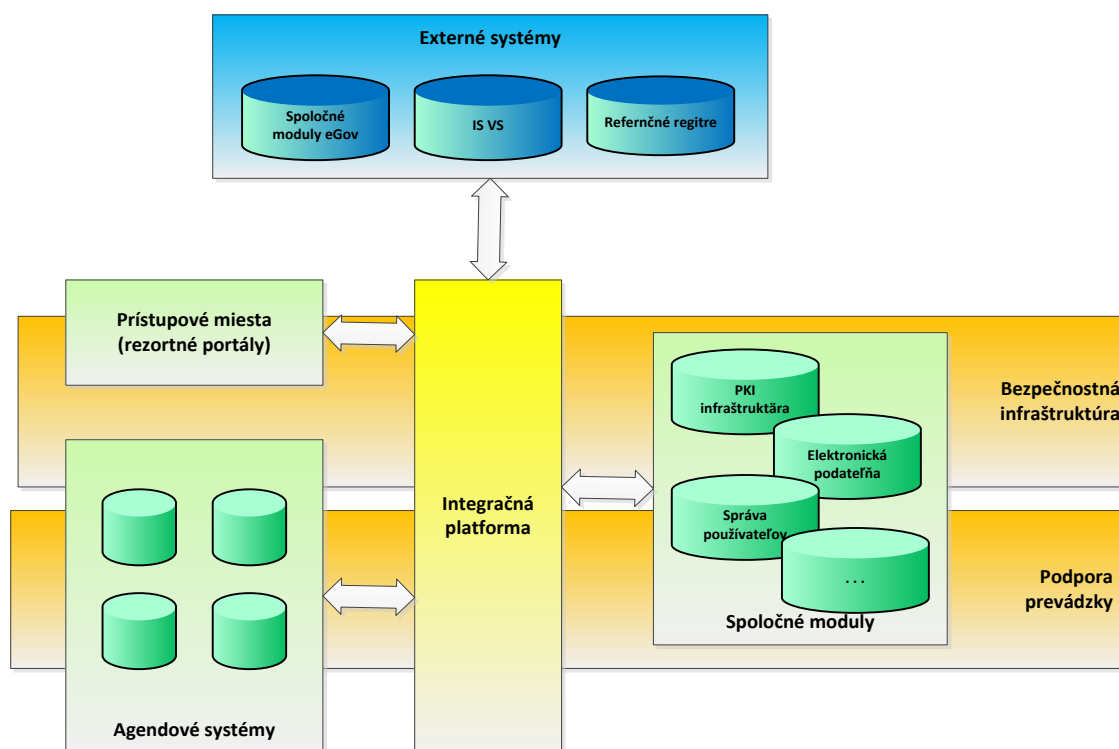 Externé systémy
Spoločné
moduly eGov
IS VS
Refernčné regitre
Prístupové miesta
(rezortné portály)
Integračná
platforma
PKI
infraštruktära
Elektronická
podateľňa
Správa
používateľov
...
Spoločné moduly
Bezpečnostná
infraštruktúra
Podpora
prevádzky
Agendové systémy